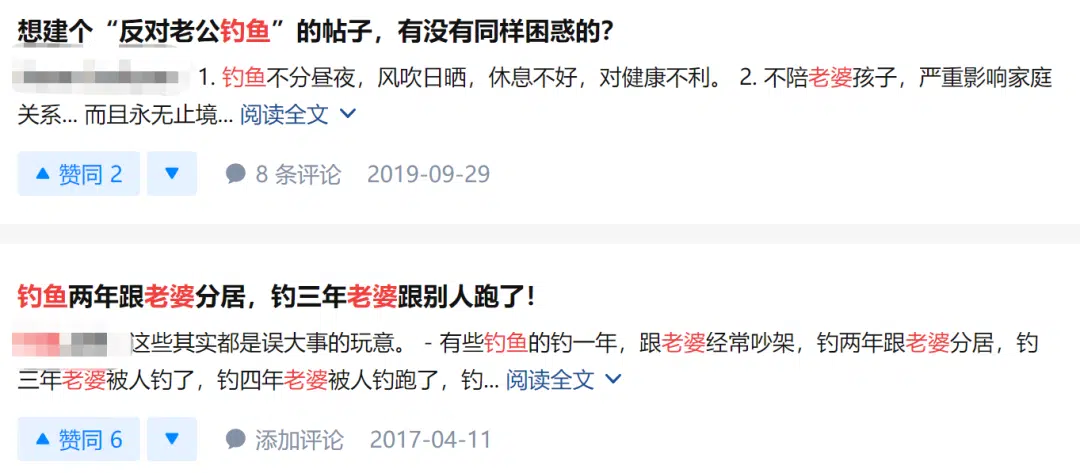 想建个“反对老公钓鱼”的帖子，有没有同样困惑的？
1. 钓鱼不分昼夜，风吹日晒，休息不好，对健康不利。 2. 不陪老婆孩子，严重影响家庭
关系... 而且永无止境... 阅读全文
赞同 2 8 条评论 2019-09-29
钓鱼两年跟老婆分居，钓三年老婆跟别人跑了！
这些其实都是误大事的玩意。 - 有些钓鱼的钓一年，跟老婆经常吵架，钓两年跟老婆分居，钓
三年老婆被人钓了，钓四年老婆被人钓跑了，钓... 阅读全文
赞同 6 添加评论 2017-04-11